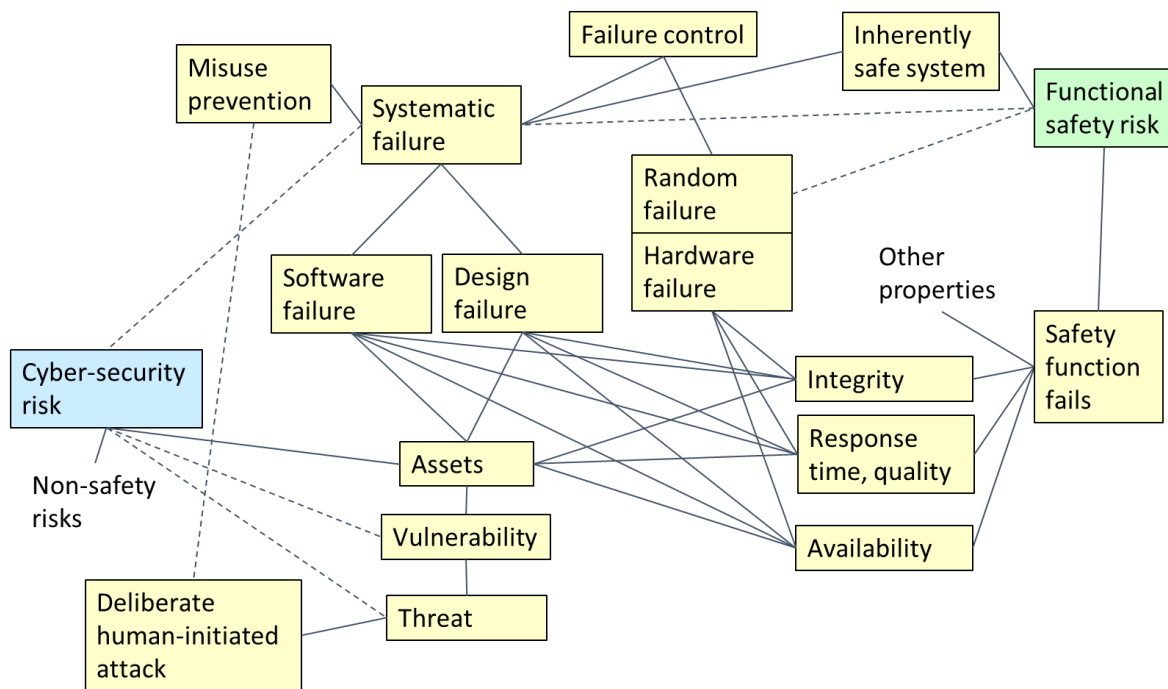 Failure control
Inherently
safe system
Misuse
prevention
Functional
safety risk
Systematic
failure
Random
failure
Hardware
failure
Software
failure
Design
failure
Other
properties
Safety
function
fails
Cyber-security
risk
Integrity
Response
time, quality
Assets
Non-safety
risks
Vulnerability
Availability
Deliberate
human-initiated
attack
Threat